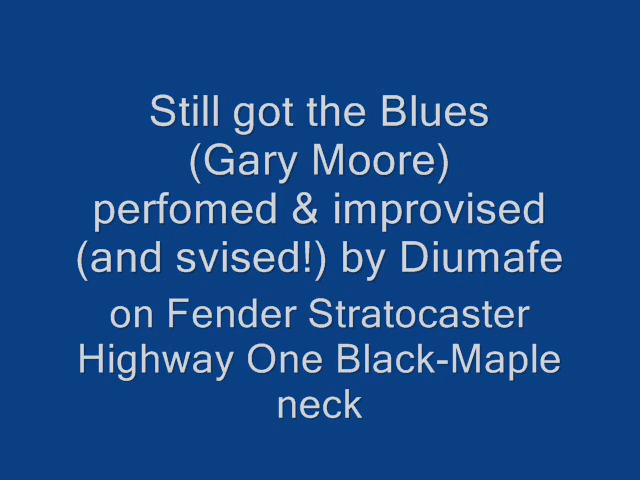 Still got the Blues
(Gary Moore)
perfomed & improvised
(and svised!) by Diumafe
on Fender Stratocaster
Highway One Black-Maple
neck